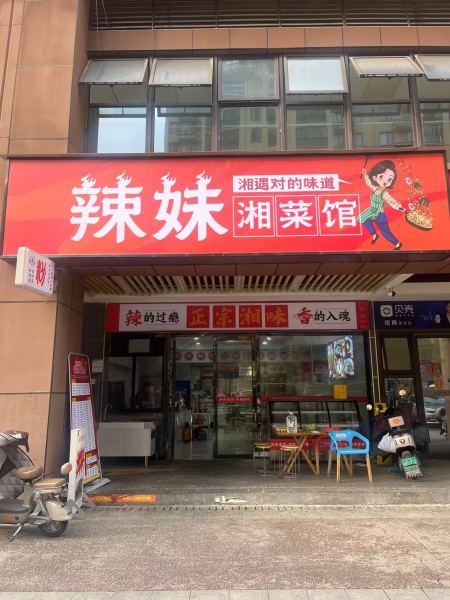 辣妹
湘遇对的味道
湘菜馆
粉
辣的过瘾 正宗湘味 香的入魂
贝壳